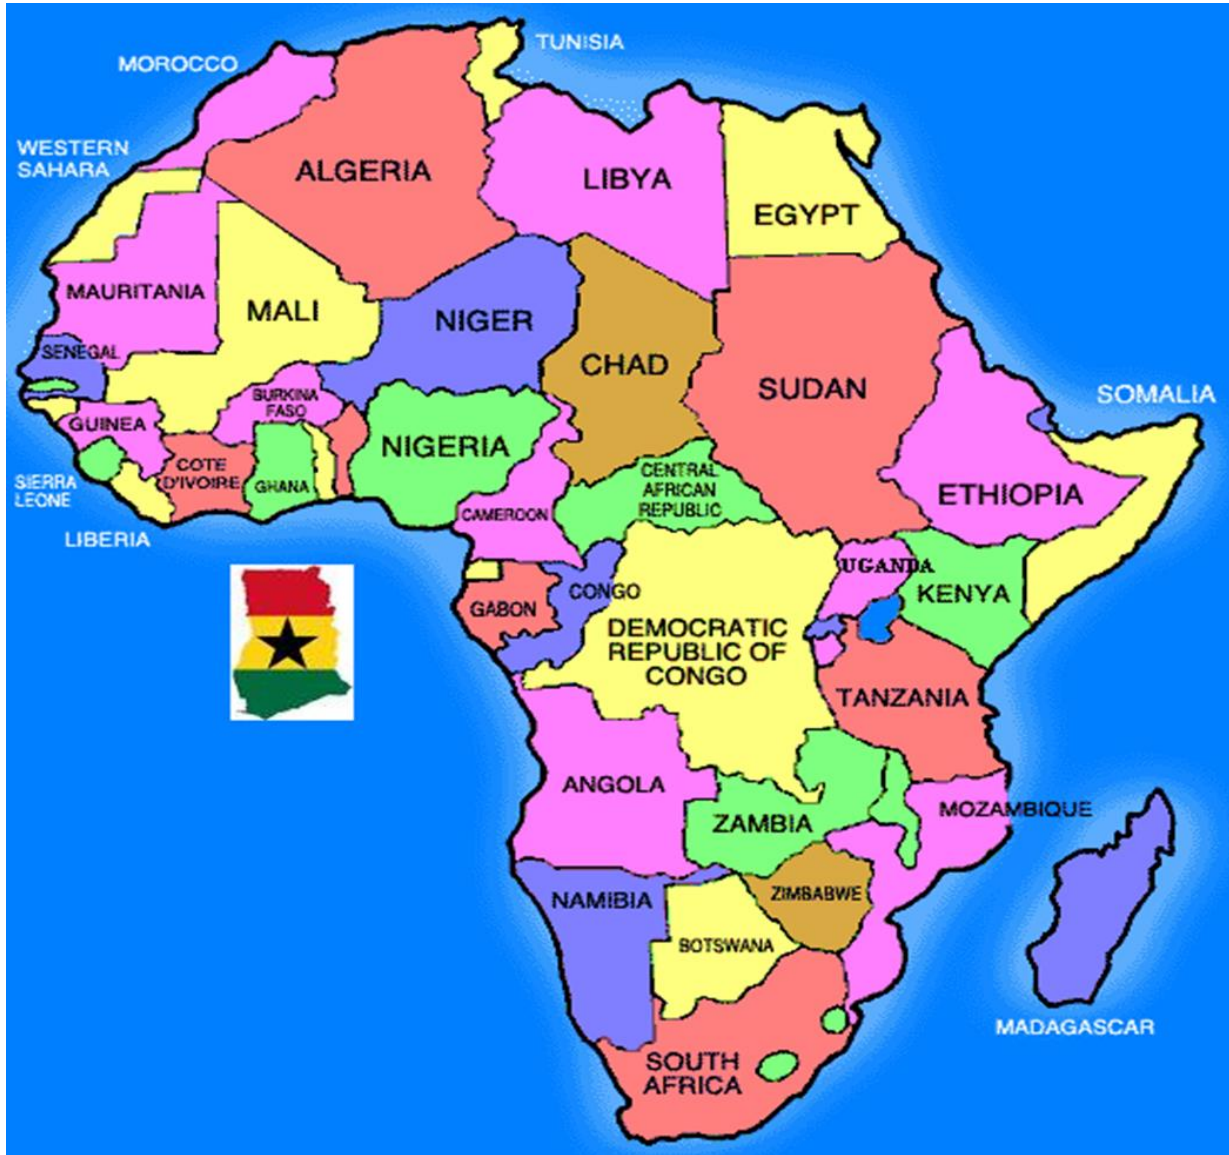 TUNISIA
MOROCCO
WESTERN
SAHARA
ALGERIA
LIBYA
EGYPT
MAURITANIA
MALI
NIGER
CHAD
SUDAN
SENEGAL
BURKINA
FASO
SOMALIA
GUINEA
NIGERIA
COTE
D'IVOIRE
GHANA
CENTRAL
AFRICAN
REPUBLIC
ETHIOPIA
SIERRA
LEONE
CAMEROON
LIBERIA
UGANDA
KENYA
CONGO
GABON
DEMOCRATIC
REPUBLIC OF
CONGO
TANZANIA
ANGOLA
ZAMBIA
MOZAMBIQUE
NAMIBIA
ZIMBABWE
BOTSWANA
MADAGASCAR
SOUTH
AFRICA